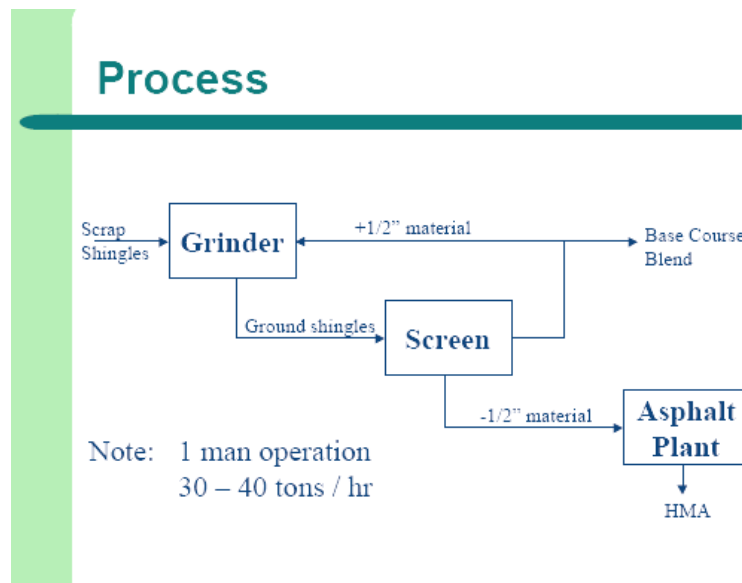 Process
Scrap
Shingles
Grinder
+1/2” material
Base Course
Blend
Ground shingles
Screen
-1/2” material
Asphalt
Plant
Note: 1 man operation
30 – 40 tons / hr
HMA